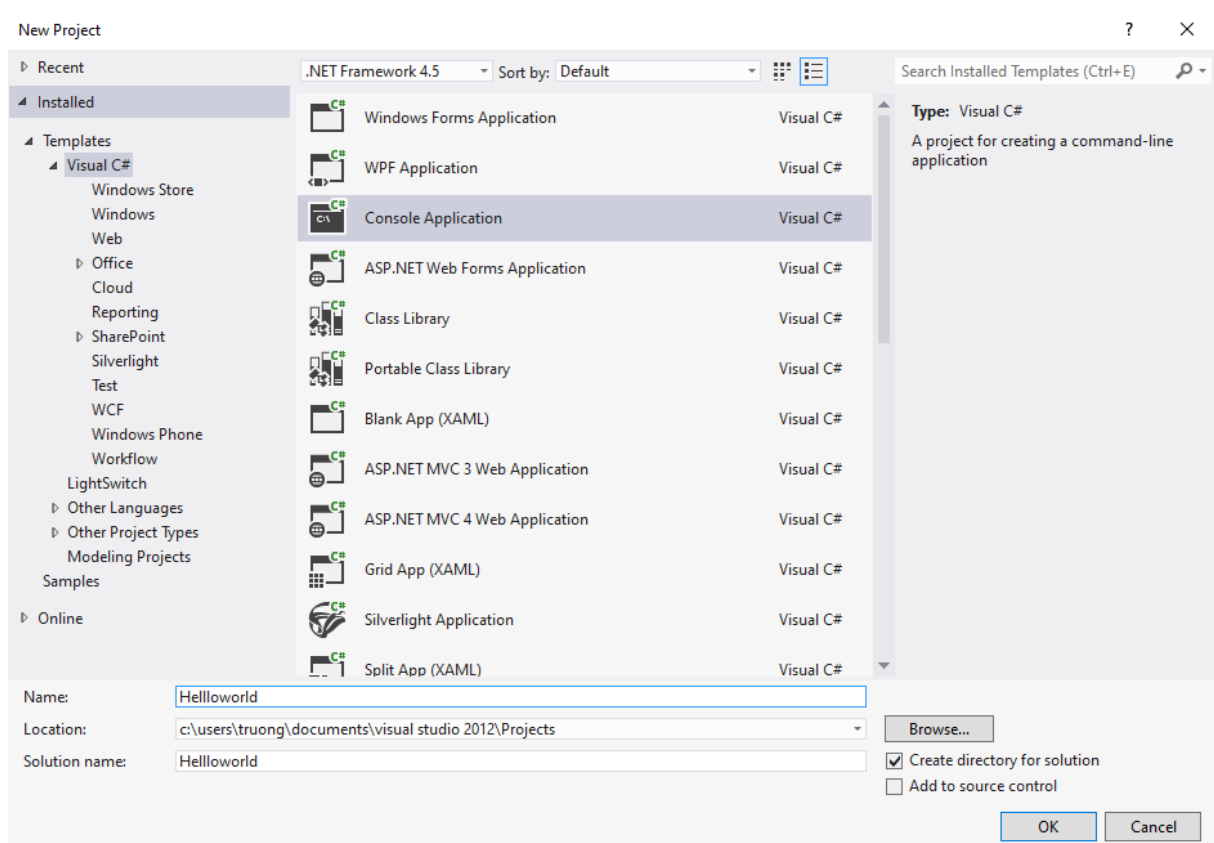 New Project
?
Recent
Installed
Templates
Visual C#
Windows Store
Windows
Web
Office
Cloud
Reporting
SharePoint
Silverlight
Test
WCF
Windows Phone
Workflow
LightSwitch
Other Languages
Other Project Types
Modeling Projects
Samples
Online
.NET Framework 4.5 Sort by: Default
Windows Forms Application Visual C#
WPF Application Visual C#
Console Application Visual C#
ASP.NET Web Forms Application Visual C#
Class Library Visual C#
Portable Class Library Visual C#
Blank App (XAML) Visual C#
ASP.NET MVC 3 Web Application Visual C#
ASP.NET MVC 4 Web Application Visual C#
Grid App (XAML) Visual C#
Silverlight Application Visual C#
Split App (XAML) Visual C#
Search Installed Templates (Ctrl+E)
Type: Visual C#
A project for creating a command-line
application
Name: Hellloworld
Location: c:\users\truong\documents\visual studio 2012\Projects Browse...
Solution name: Hellloworld
Create directory for solution
Add to source control
OK Cancel